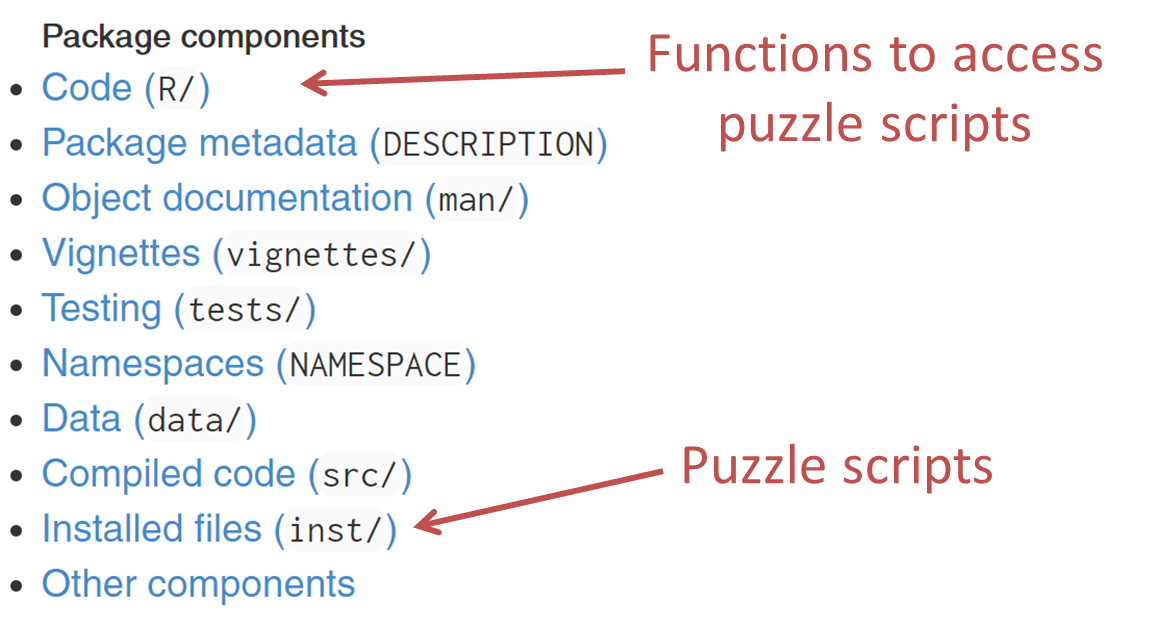 Package components
Functions to access
puzzle scripts
• Code (R/)
• Package metadata (DESCRIPTION)
• Object documentation (man/)
• Vignettes (vignettes/)
• Testing (tests/)
• Namespaces (NAMESPACE)
• Data (data/)
• Compiled code (src/)
Puzzle scripts
• Installed files (inst/)
• Other components